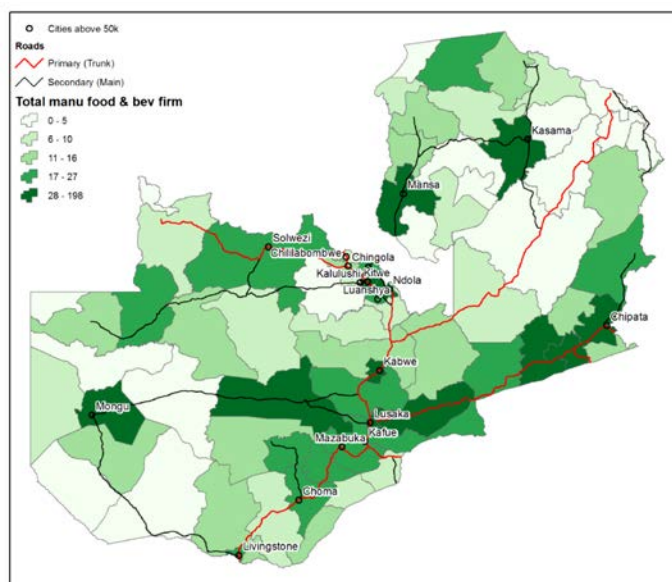 Cities above 50k
Roads
Primary (Trunk)
Secondary (Main)
Total manu food & bev firm
0 - 5
6 - 10
11 - 16
17 - 27
28 - 198
Kasama
Mansa
Solwezi
Chililabombwe
Chingola
Kalulushi
Kitwe
Ndola
Luanshya
Chipata
Kabwe
Mongu
Lusaka
Kafue
Mazabuka
Choma
Livingstone